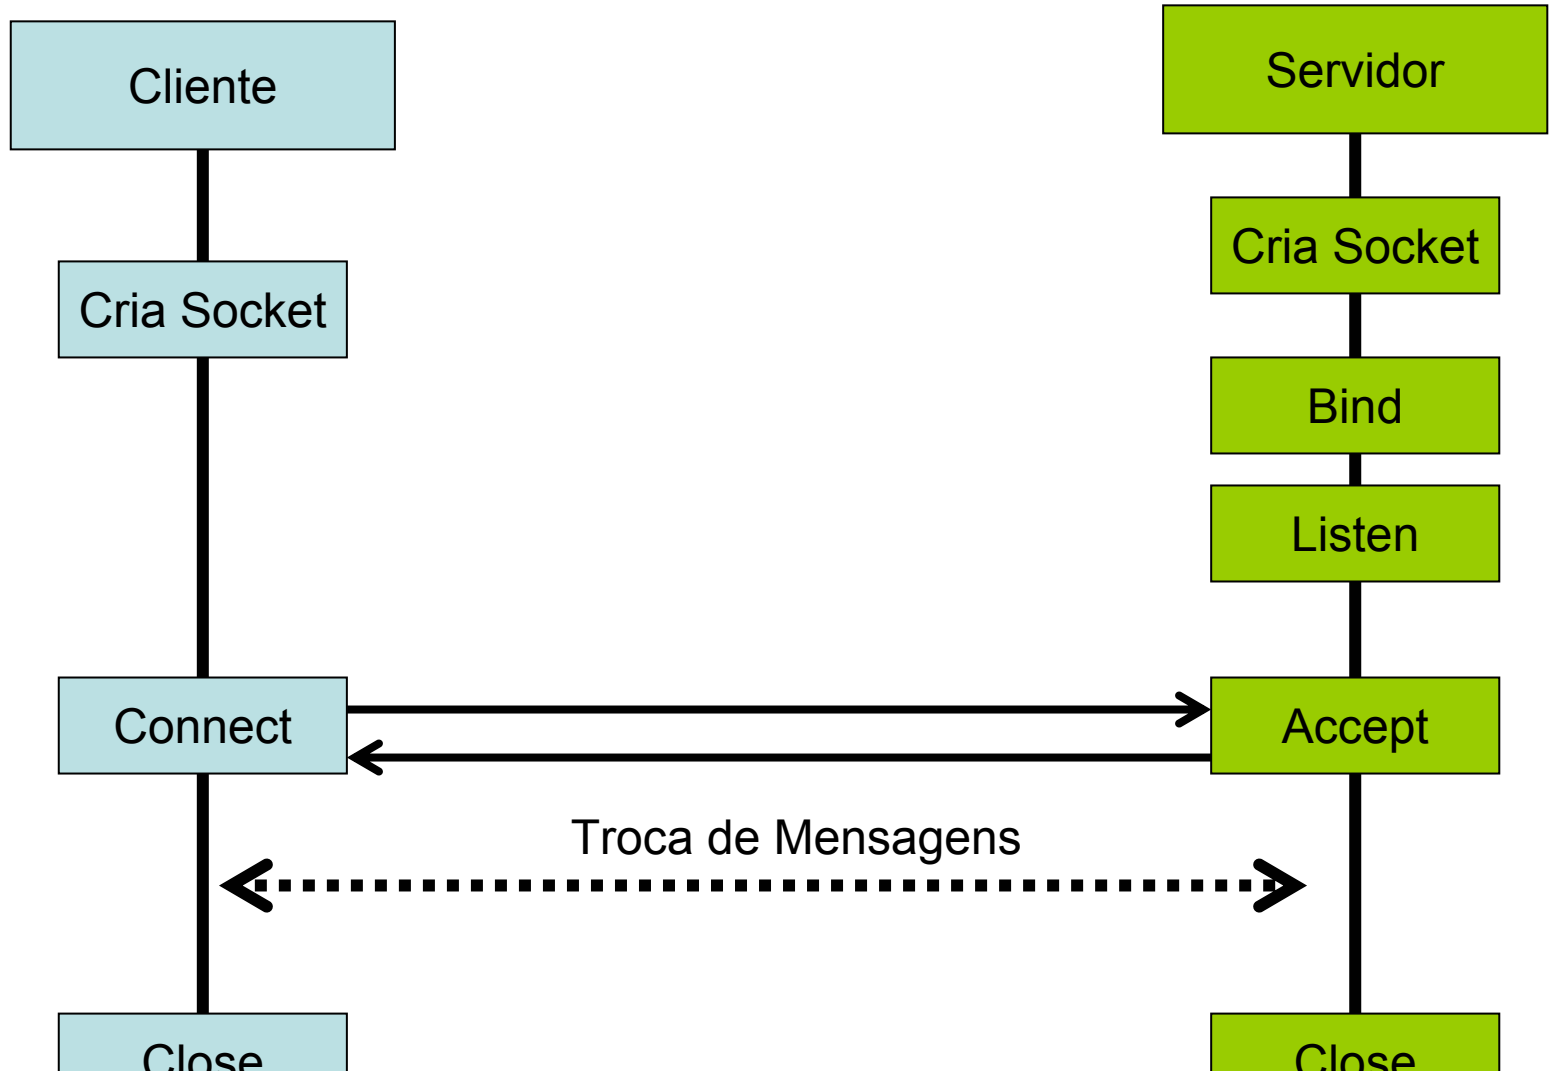 Cliente
Servidor
Cria Socket
Cria Socket
Bind
Listen
Connect
Accept
Troca de Mensagens
Close
Close